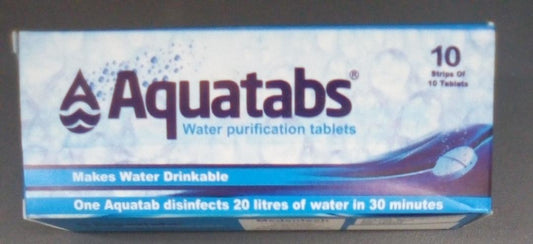 10
Strips Of
10 Tablets
Aquatabs®
Water purification tablets
Makes Water Drinkable
One Aquatab disinfects 20 litres of water in 30 minutes